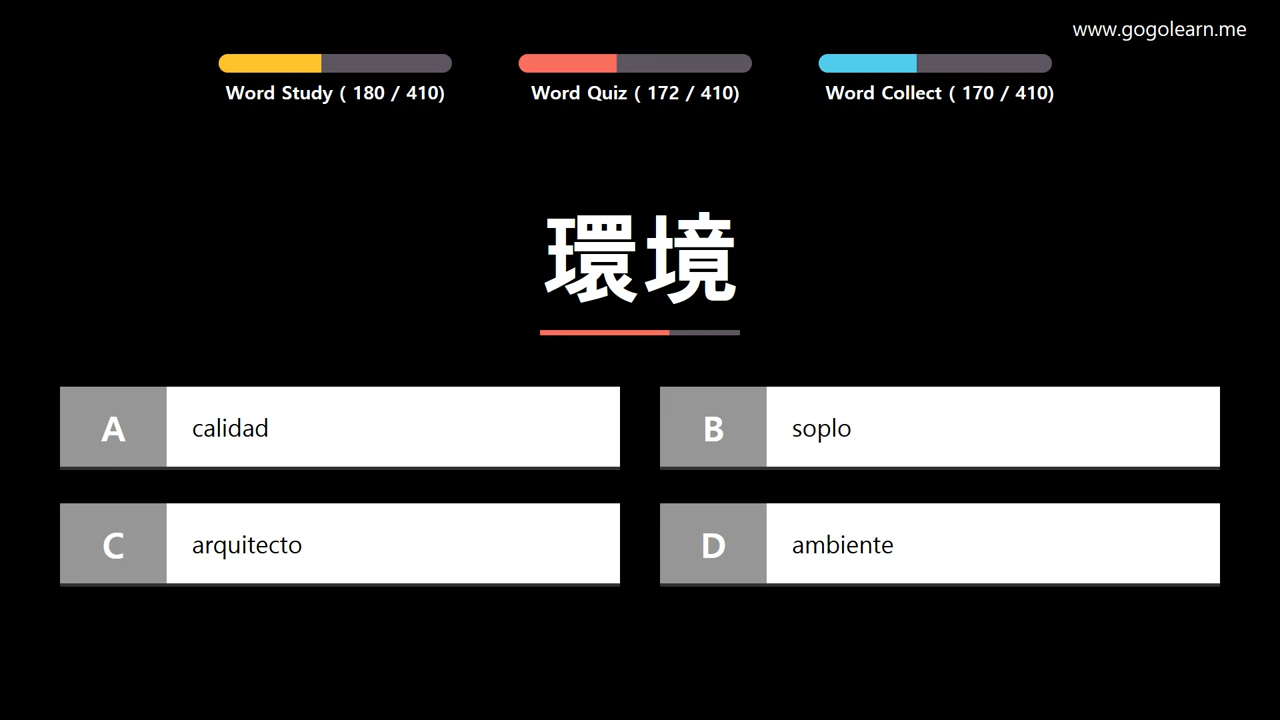 www.gogolearn.me
Word Study ( 180 / 410)
Word Quiz ( 172 / 410)
Word Collect ( 170 / 410)
環境
A calidad
B soplo
C arquitecto
D ambiente